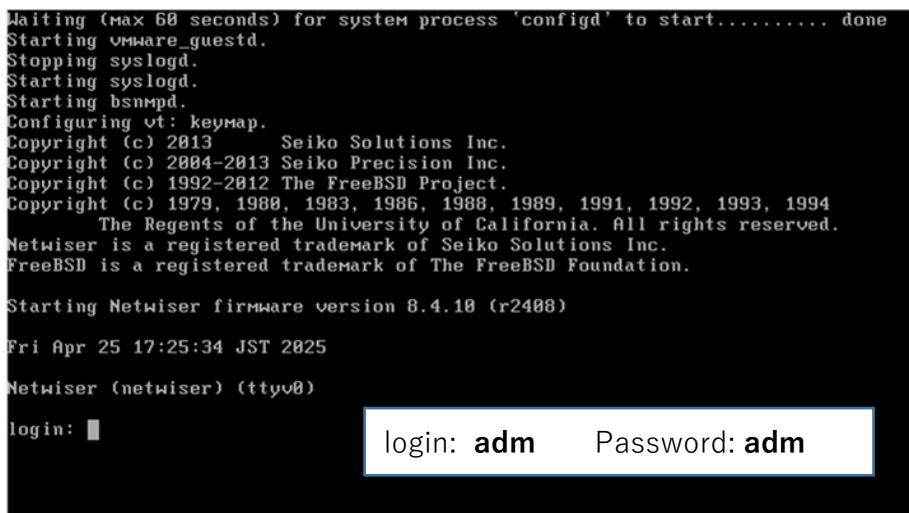 Waiting (max 60 seconds) for system process 'configd' to start.......... done
Starting vmware_guestd.
Stopping syslogd.
Starting syslogd.
Starting bsnmpd.
Configuring vt: keymap.
Copyright (c) 2013      Seiko Solutions Inc.
Copyright (c) 2004-2013 Seiko Precision Inc.
Copyright (c) 1992-2012 The FreeBSD Project.
Copyright (c) 1979, 1980, 1983, 1986, 1988, 1989, 1991, 1992, 1993, 1994
        The Regents of the University of California. All rights reserved.
Netwiser is a registered trademark of Seiko Solutions Inc.
FreeBSD is a registered trademark of The FreeBSD Foundation.
Starting Netwiser firmware version 8.4.10 (r2408)
Fri Apr 25 17:25:34 JST 2025
Netwiser (netwiser) (ttyv0)
login:
login: adm Password: adm